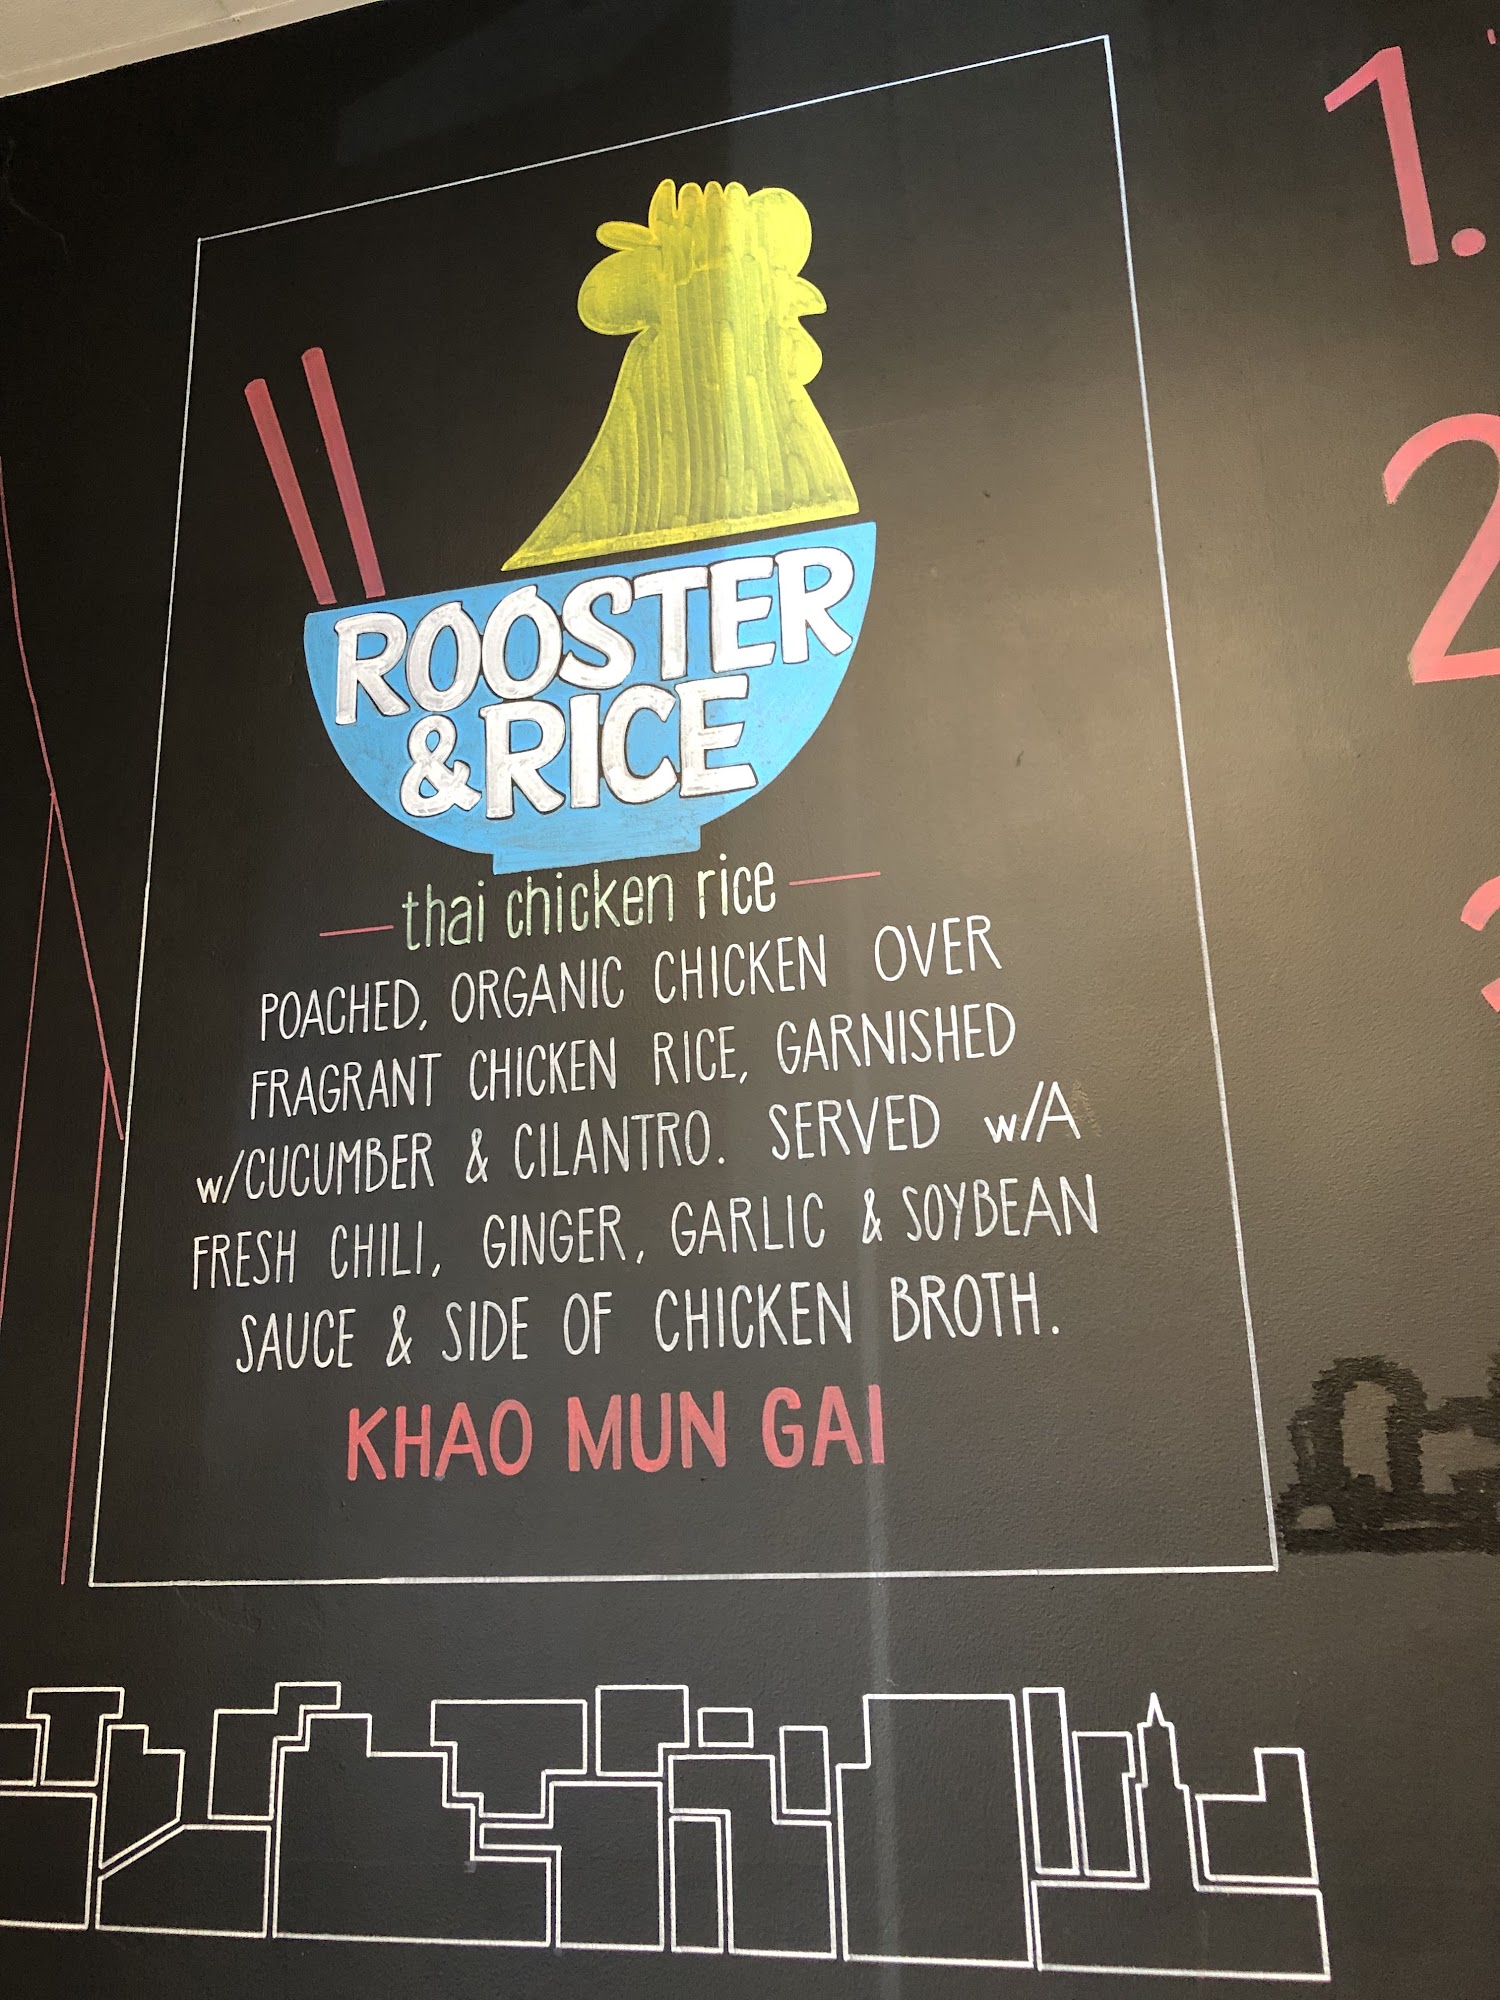 ROOSTER
& RICE
thai chicken rice
POACHED, ORGANIC CHICKEN OVER
FRAGRANT CHICKEN RICE, GARNISHED
w/CUCUMBER & CILANTRO. SERVED w/A
FRESH CHILI, GINGER, GARLIC & SOYBEAN
SAUCE & SIDE OF CHICKEN BROTH.
KHAO MUN GAI
1.
2